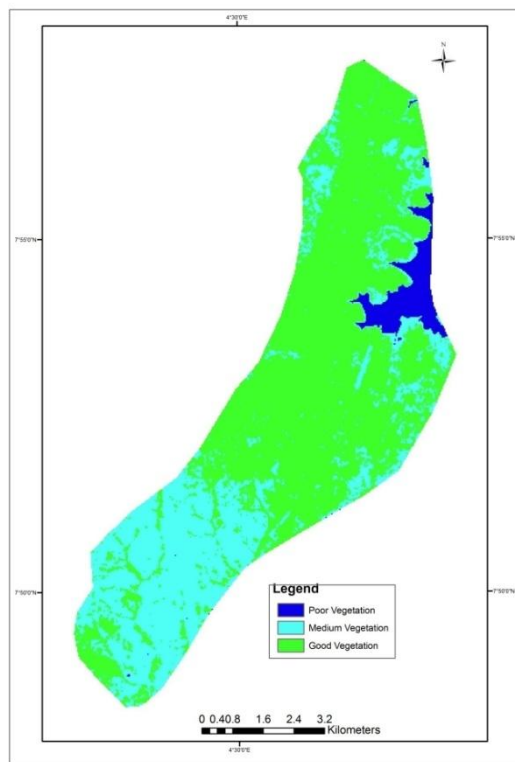 4°30'0"E
N
7°55'0"N
7°55'0"N
7°50'0"N
7°50'0"N
Legend
Poor Vegetation
Medium Vegetation
Good Vegetation
0 0.40.8 1.6 2.4 3.2
Kilometers
4°30'0"E